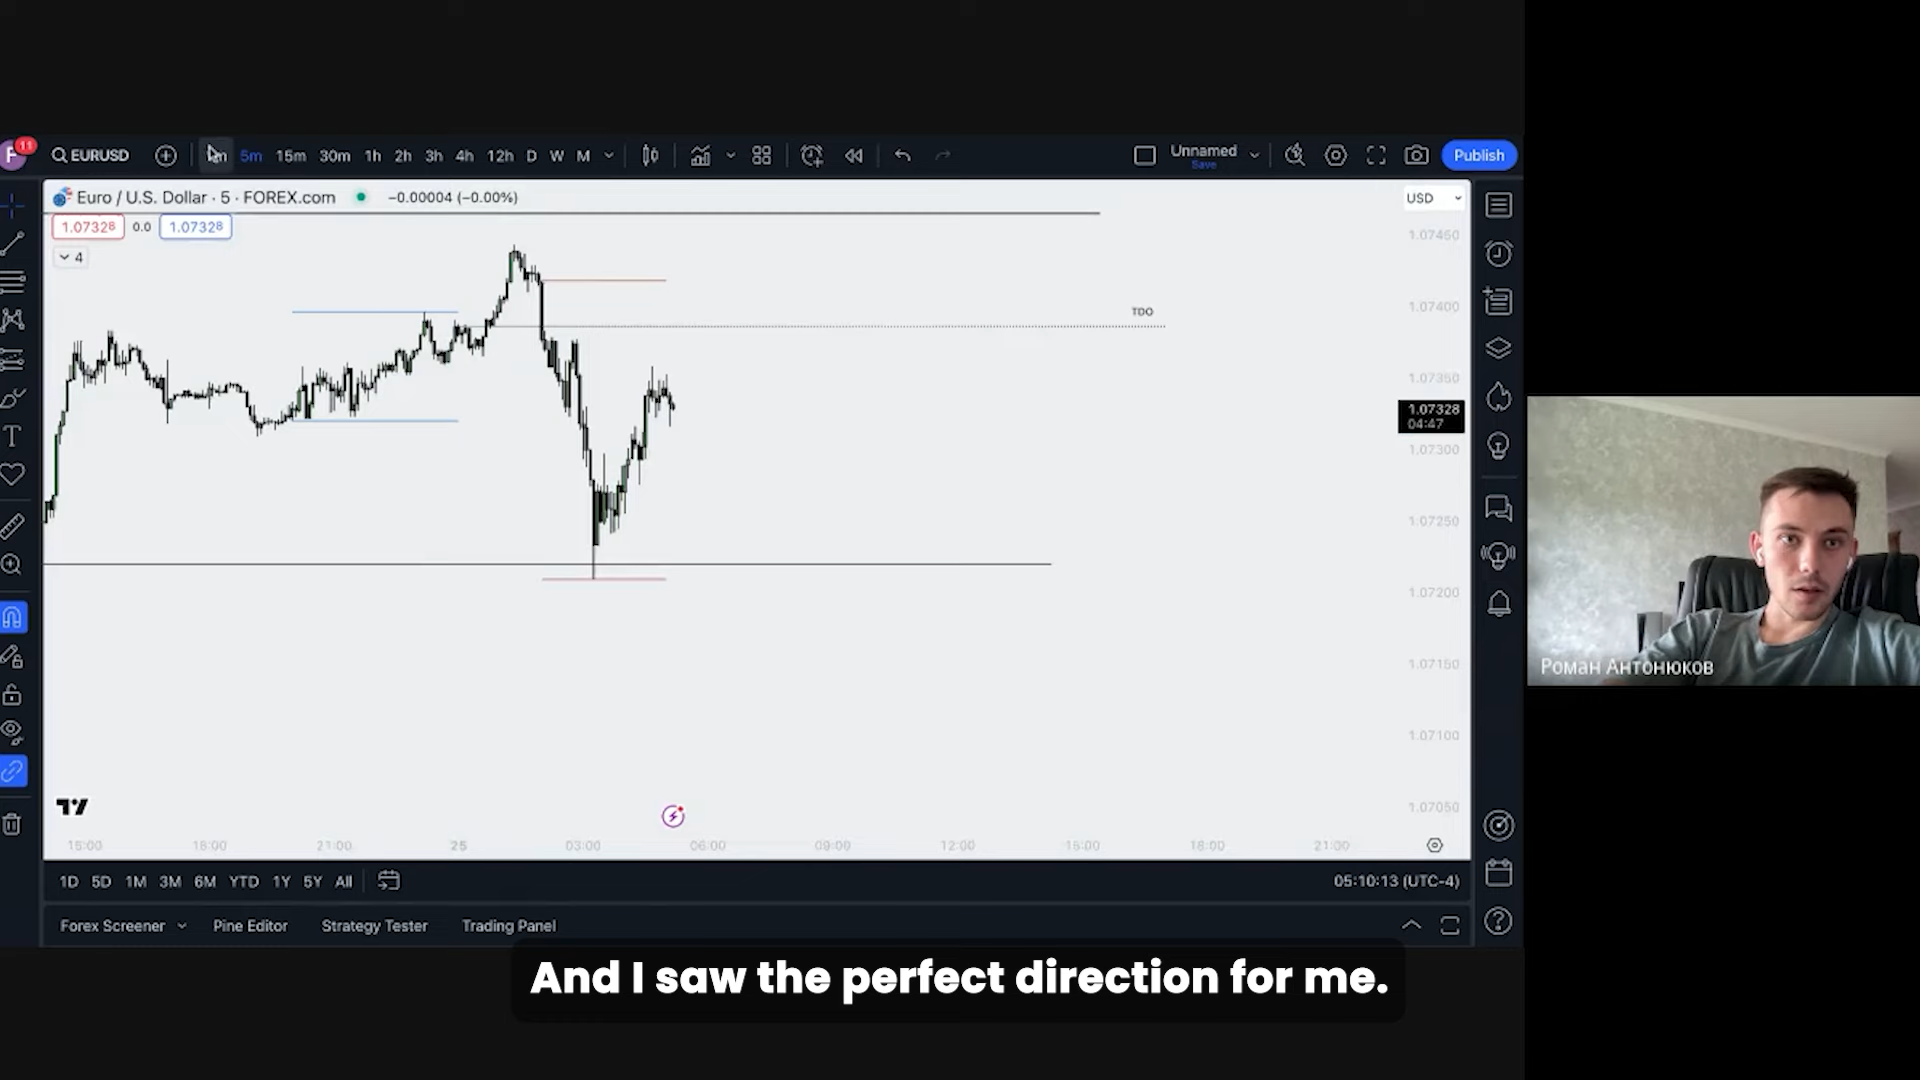 F
11
EURUSD
5m 15m 30m 1h 2h 3h 4h 12h D W M
Unnamed
Save
Publish
Euro / U.S. Dollar · 5 · FOREX.com
−0.00004 (−0.00%)
USD
1.07328 0.0 1.07328
4
1.07450
1.07400
TDO
1.07350
1.07328
04:47
1.07300
1.07250
1.07200
1.07150
1.07100
1.07050
15:00 18:00 21:00 25 03:00 06:00 09:00 12:00 15:00 18:00 21:00
1D 5D 1M 3M 6M YTD 1Y 5Y All
05:10:13 (UTC-4)
Forex Screener Pine Editor Strategy Tester Trading Panel
Роман Антонюков
And I saw the perfect direction for me.